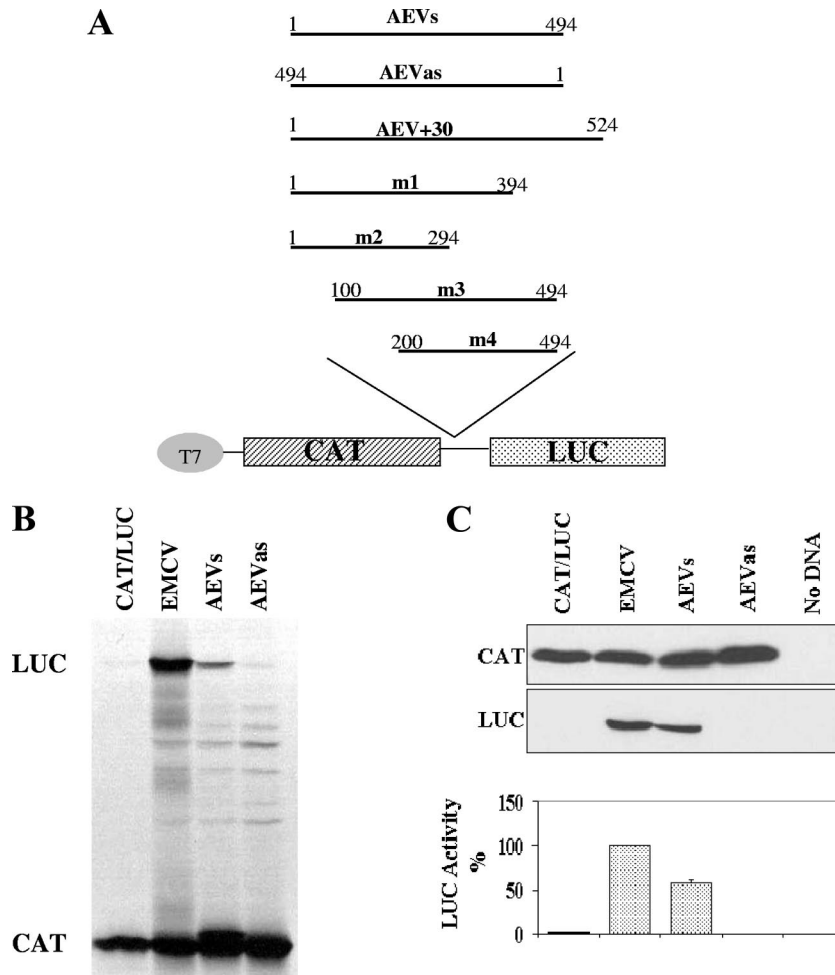 A
1 AEVs 494
494 AEVas 1
1 AEV+30 524
1 m1 394
1 m2 294
100 m3 494
200 m4 494
T7 CAT LUC
B
CAT/LUC
EMCV
AEVs
AEVas
LUC
CAT
C
CAT/LUC
EMCV
AEVs
AEVas
No DNA
CAT
LUC
LUC Activity
%
150
100
50
0